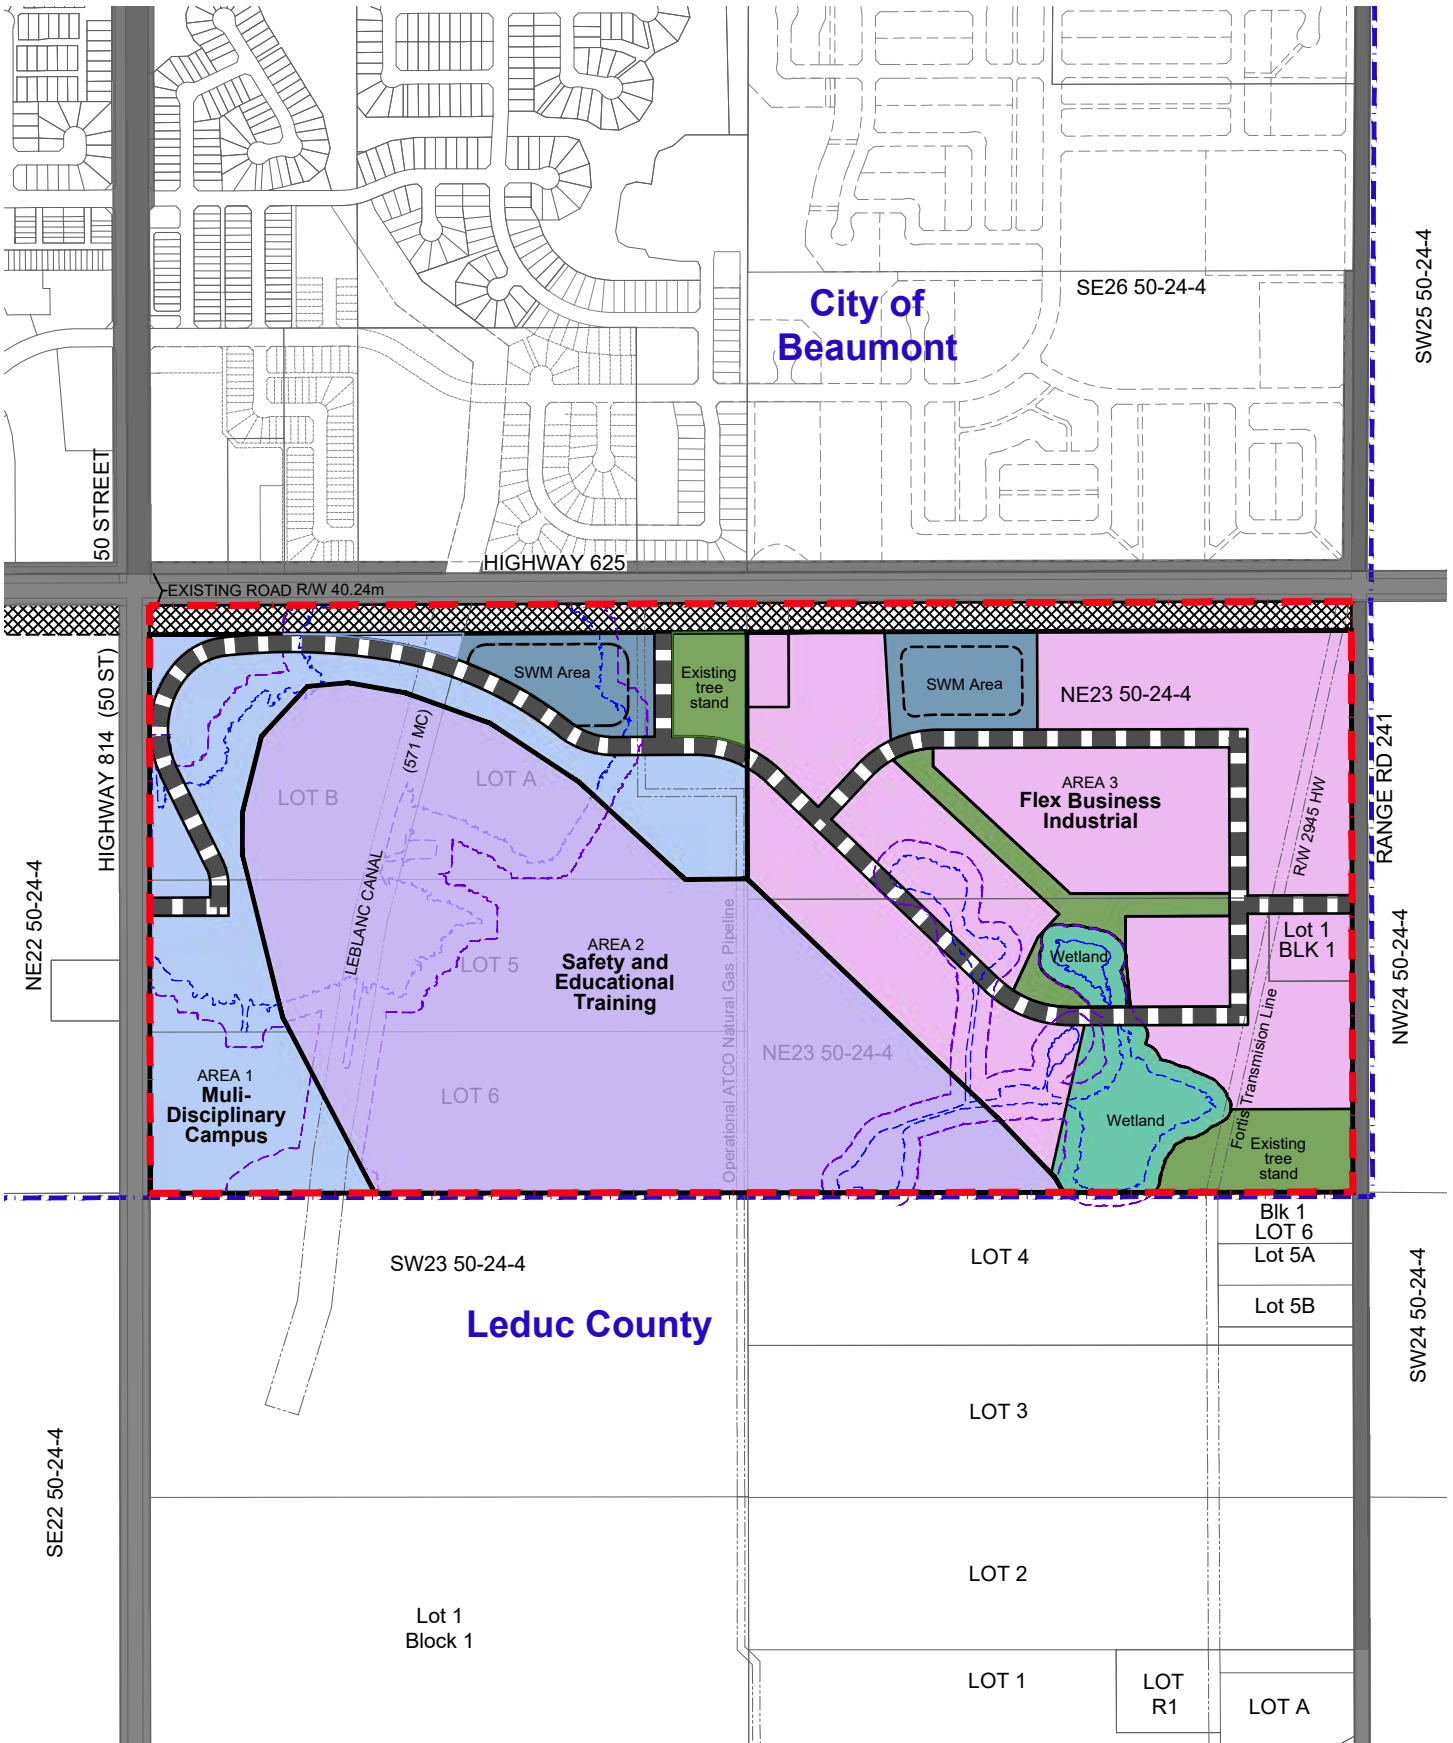 SW25 50-24-4
SE26 50-24-4
City of
Beaumont
50 STREET
HIGHWAY 625
EXISTING ROAD R/W 40.24m
HIGHWAY 814 (50 ST)
SWM Area
Existing
tree
stand
SWM Area
NE23 50-24-4
(571 MC)
LOT A
LOT B
AREA 3
Flex Business
Industrial
R/W 2945 HW
RANGE RD 241
NE22 50-24-4
LEBLANC CANAL
LOT 5
AREA 2
Safety and
Educational
Training
Operational ATCO Natural Gas Pipeline
Wetland
Lot 1
BLK 1
NW24 50-24-4
NE23 50-24-4
AREA 1
Muli-
Disciplinary
Campus
LOT 6
Wetland
Fortis Transmision Line
Existing
tree
stand
Blk 1
LOT 6
SW23 50-24-4
LOT 4
Lot 5A
Lot 5B
Leduc County
SW24 50-24-4
LOT 3
SE22 50-24-4
LOT 2
Lot 1
Block 1
LOT 1
LOT
R1
LOT A